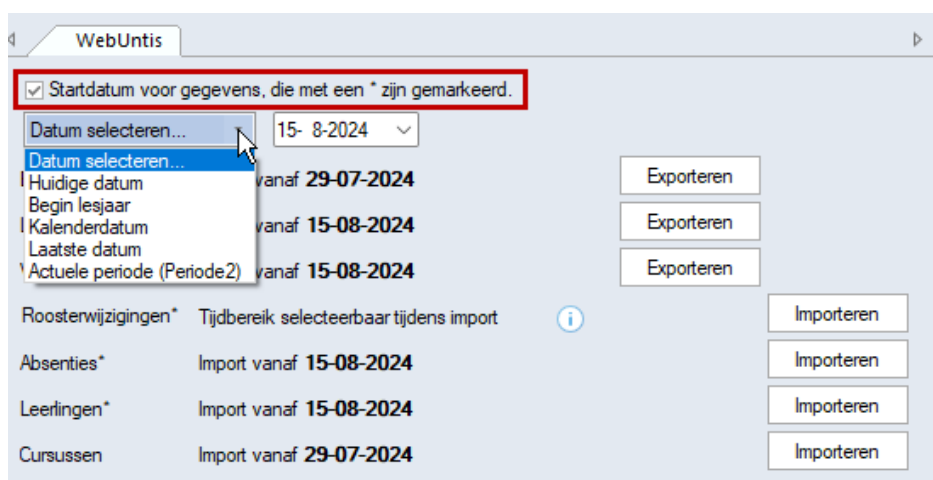 WebUntis
Startdatum voor gegevens, die met een * zijn gemarkeerd.
Datum selecteren... 15- 8-2024
Datum selecteren...
Huidige datum
Begin lesjaar
Kalenderdatum
Laatste datum
Actuele periode (Periode2)
vanaf 29-07-2024 Exporteren
vanaf 15-08-2024 Exporteren
vanaf 15-08-2024 Exporteren
Roosterwijzigingen* Tijdbereik selecteerbaar tijdens import Importeren
Absenties* Import vanaf 15-08-2024 Importeren
Leerlingen* Import vanaf 15-08-2024 Importeren
Cursussen Import vanaf 29-07-2024 Importeren